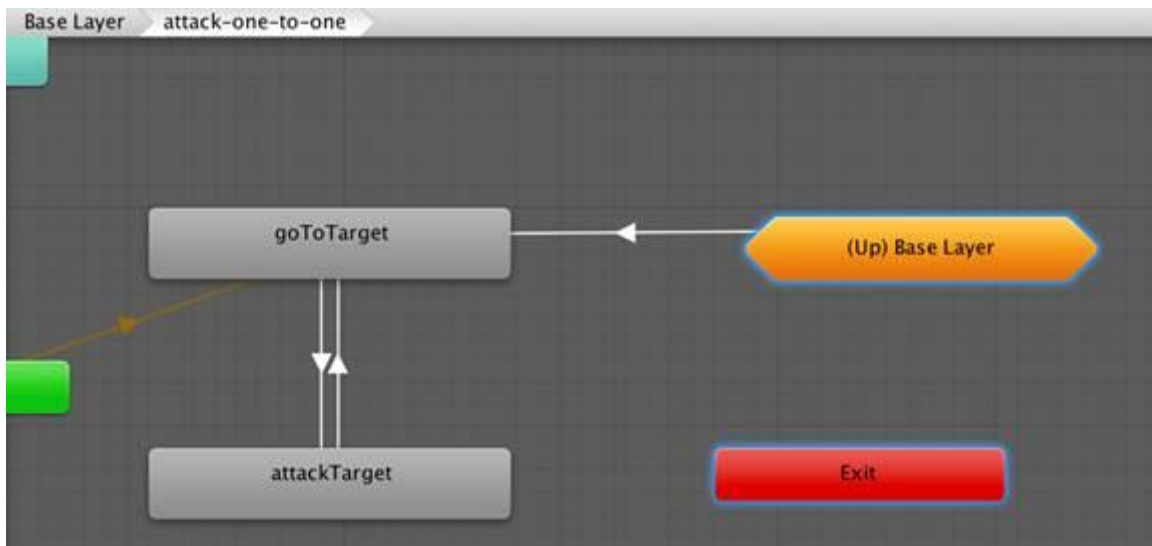 Base Layer
attack-one-to-one
goToTarget
(Up) Base Layer
attackTarget
Exit